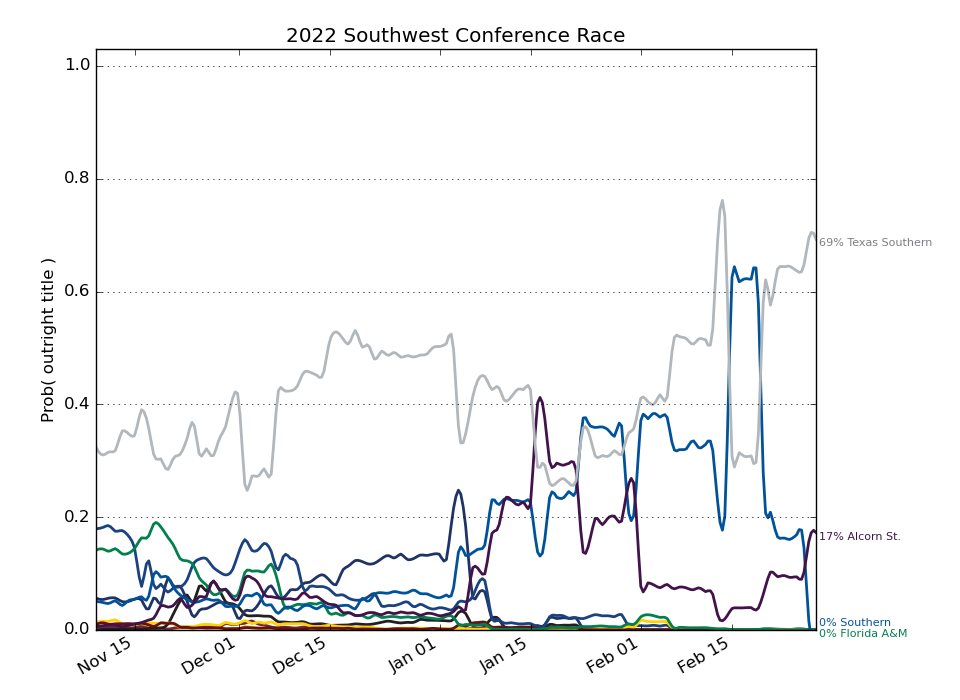 2022 Southwest Conference Race
1.0
0.8
0.6
0.4
0.2
0.0
Prob( outright title )
Nov 15
Dec 01
Dec 15
Jan 01
Jan 15
Feb 01
Feb 15
69% Texas Southern
17% Alcorn St.
0% Southern
0% Florida A&M